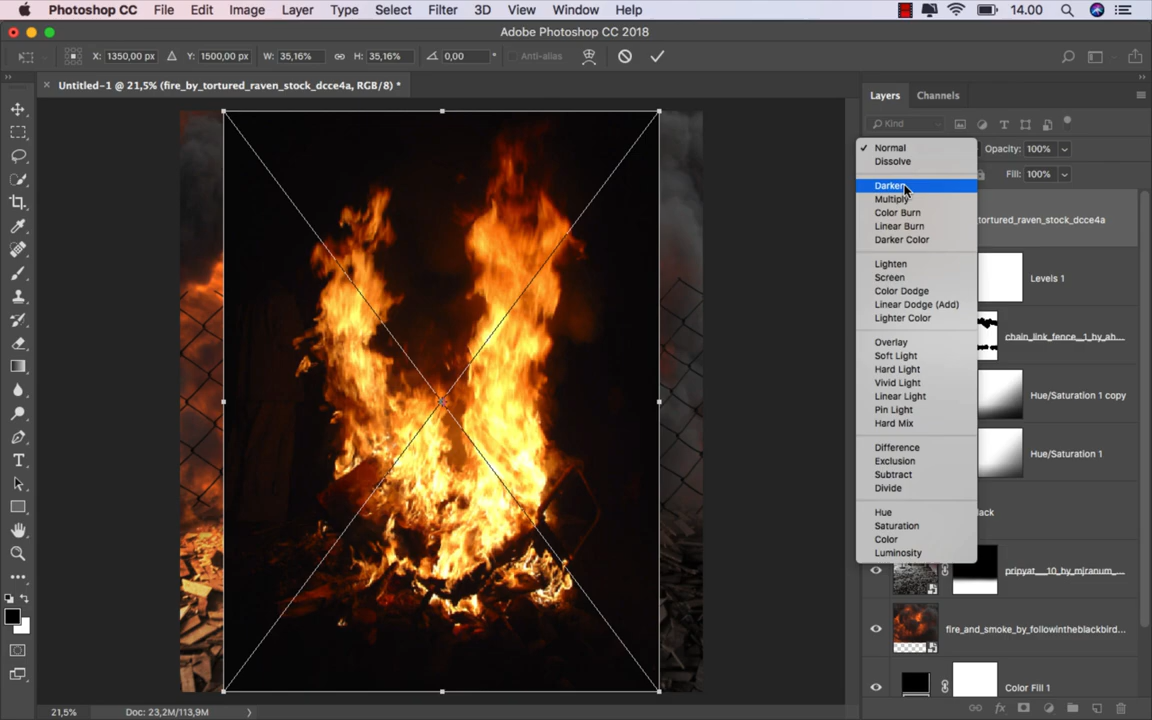 Photoshop CC File Edit Image Layer Type Select Filter 3D View Window Help 14.00
Adobe Photoshop CC 2018
X: 1350,00 px Y: 1500,00 px W: 35,16% H: 35,16% 0,00 ° Anti-alias
Untitled-1 @ 21,5% (fire_by_tortured_raven_stock_dcce4a, RGB/8) *
Layers Channels
Kind
Normal
Dissolve
Darken
Multiply
Color Burn
Linear Burn
Darker Color
Lighten
Screen
Color Dodge
Linear Dodge (Add)
Lighter Color
Overlay
Soft Light
Hard Light
Vivid Light
Linear Light
Pin Light
Hard Mix
Difference
Exclusion
Subtract
Divide
Hue
Saturation
Color
Luminosity
Opacity: 100%
Fill: 100%
tortured_raven_stock_dcce4a
Levels 1
chain_link_fence__1_by_ab...
Hue/Saturation 1 copy
Hue/Saturation 1
lack
pripyat__10_by_mjranum_...
fire_and_smoke_by_followintheblackbird...
Color Fill 1
fx
21,5% Doc: 23,2M/113,9M